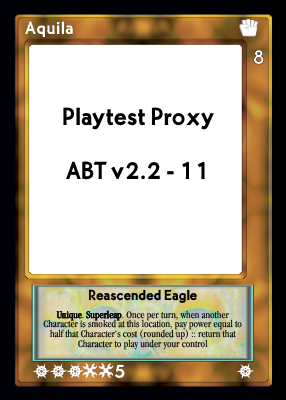 Aquila
8
Playtest Proxy
ABT v2.2 - 11
Reascended Eagle
Unique. Superleap. Once per turn, when another
Character is smoked at this location, pay power equal to
half that Character's cost (rounded up) :: return that
Character to play under your control
5